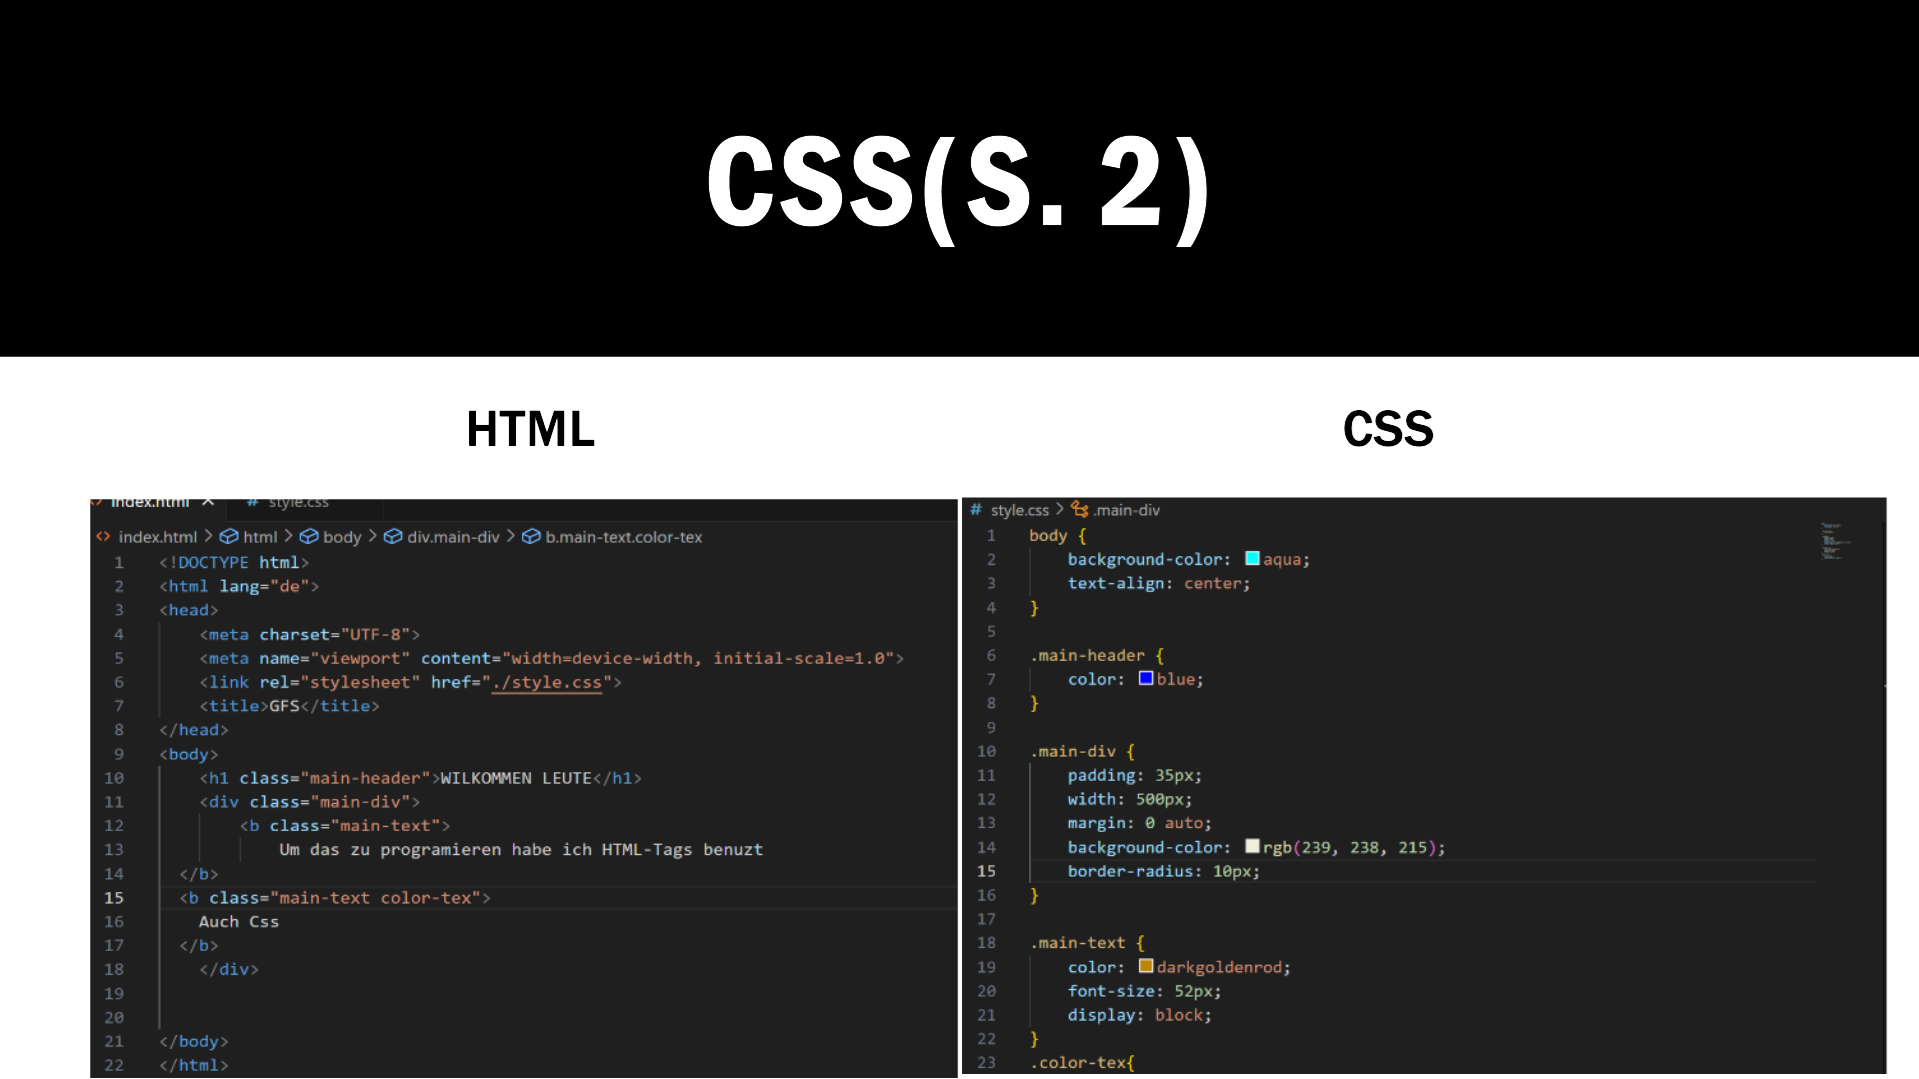 CSS(S. 2)
HTML
index.html × # style.css
<> index.html > html > body > div.main-div > b.main-text.color-tex
1 <!DOCTYPE html>
2 <html lang="de">
3 <head>
4 <meta charset="UTF-8">
5 <meta name="viewport" content="width=device-width, initial-scale=1.0">
6 <link rel="stylesheet" href="./style.css">
7 <title>GFS</title>
8 </head>
9 <body>
10 <h1 class="main-header">WILKOMMEN LEUTE</h1>
11 <div class="main-div">
12 <b class="main-text">
13 Um das zu programieren habe ich HTML-Tags benuzt
14 </b>
15 <b class="main-text color-tex">
16 Auch Css
17 </b>
18 </div>
19
20
21 </body>
22 </html>
CSS
# style.css > .main-div
1 body {
2 background-color: aqua;
3 text-align: center;
4 }
5
6 .main-header {
7 color: blue;
8 }
9
10 .main-div {
11 padding: 35px;
12 width: 500px;
13 margin: 0 auto;
14 background-color: rgb(239, 238, 215);
15 border-radius: 10px;
16 }
17
18 .main-text {
19 color: darkgoldenrod;
20 font-size: 52px;
21 display: block;
22 }
23 .color-tex{